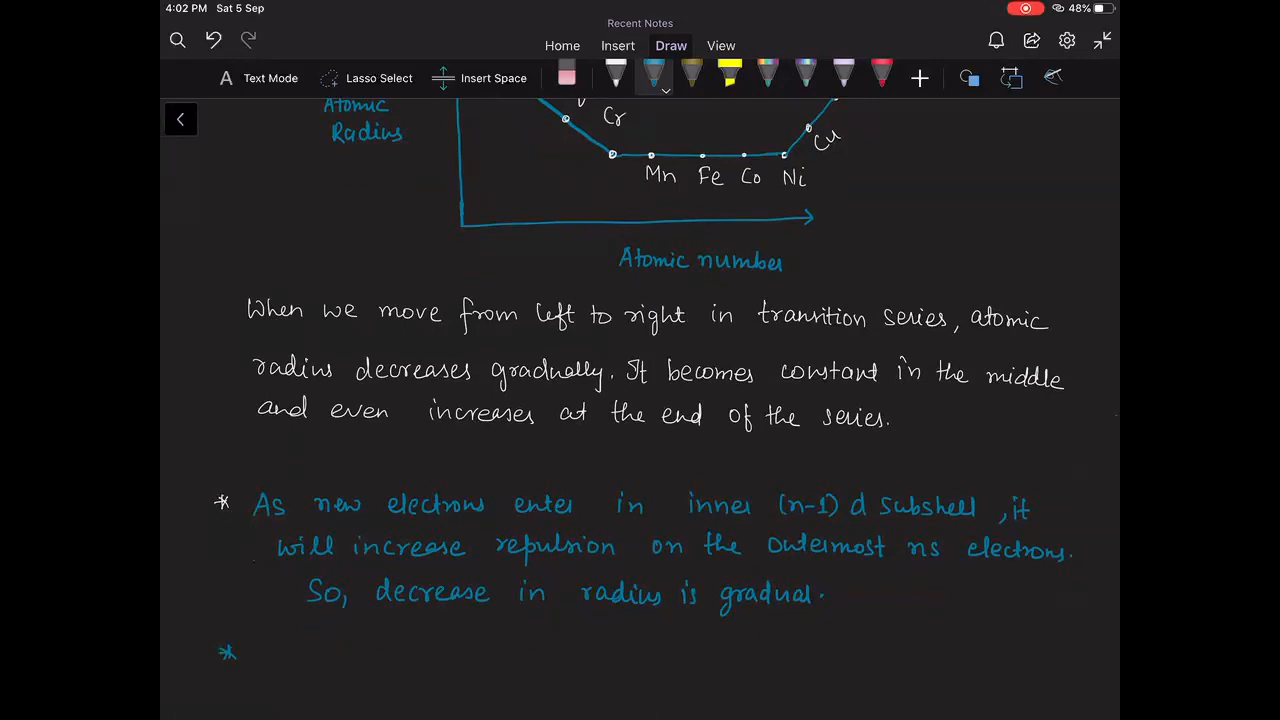 4:02 PM Sat 5 Sep
48%
Recent Notes
Home Insert Draw View
Text Mode Lasso Select Insert Space
Atomic
Radius
Cr
Cu
Mn Fe Co Ni
Atomic number
When we move from left to right in transition series, atomic
radius decreases gradually. It becomes constant in the middle
and even increases at the end of the series.
* As new electrons enter in inner (n-1) d subshell, it
will increase repulsion on the outermost ns electrons.
So, decrease in radius is gradual.
*